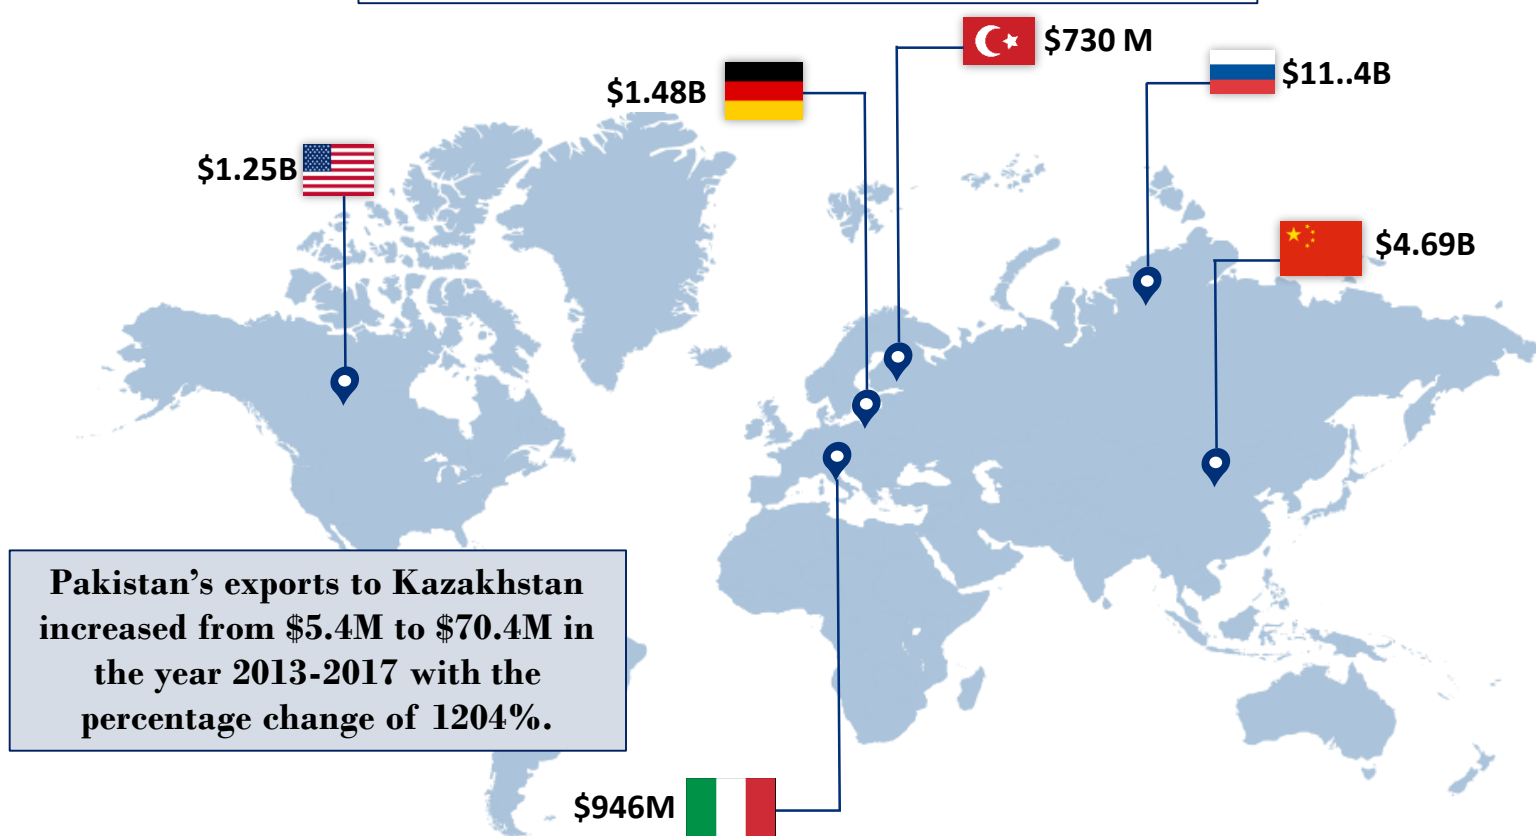 $730 M
$11..4B
$1.48B
$1.25B
$4.69B
Pakistan’s exports to Kazakhstan
increased from $5.4M to $70.4M in
the year 2013-2017 with the
percentage change of 1204%.
$946M